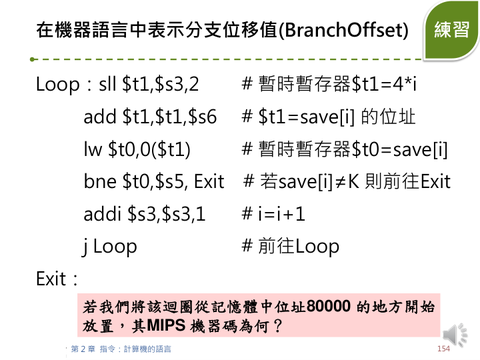 在機器語言中表示分支位移值(BranchOffset)
練習
Loop：sll $t1,$s3,2 # 暫時暫存器$t1=4*i
add $t1,$t1,$s6 # $t1=save[i] 的位址
lw $t0,0($t1) # 暫時暫存器$t0=save[i]
bne $t0,$s5, Exit # 若save[i]≠K 則前往Exit
addi $s3,$s3,1 # i=i+1
j Loop # 前往Loop
Exit：
若我們將該迴圈從記憶體中位址80000 的地方開始
放置，其MIPS 機器碼為何？
第 2 章 指令：計算機的語言
154